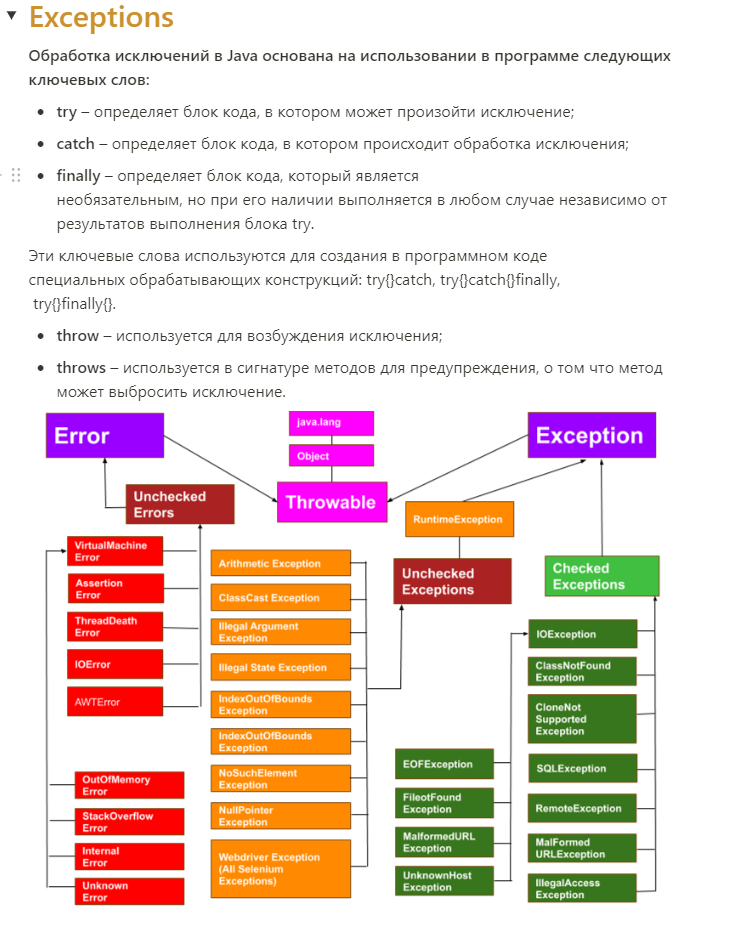 Exceptions
Обработка исключений в Java основана на использовании в программе следующих
ключевых слов:
try – определяет блок кода, в котором может произойти исключение;
catch – определяет блок кода, в котором происходит обработка исключения;
finally – определяет блок кода, который является
необязательным, но при его наличии выполняется в любом случае независимо от
результатов выполнения блока try.
Эти ключевые слова используются для создания в программном коде
специальных обрабатывающих конструкций: try{}catch, try{}catch{}finally,
try{}finally{}.
throw – используется для возбуждения исключения;
throws – используется в сигнатуре методов для предупреждения, о том что метод
может выбросить исключение.
Error
java.lang
Object
Throwable
Exception
Unchecked
Errors
RuntimeException
Unchecked
Exceptions
Checked
Exceptions
VirtualMachine
Error
Assertion
Error
ThreadDeath
Error
IOError
AWTError
OutOfMemory
Error
StackOverflow
Error
Internal
Error
Unknown
Error
Arithmetic Exception
ClassCast Exception
Illegal Argument
Exception
Illegal State Exception
IndexOutOfBounds
Exception
IndexOutOfBounds
Exception
NoSuchElement
Exception
NullPointer
Exception
Webdriver Exception
(All Selenium
Exceptions)
EOFException
FileotFound
Exception
MalformedURL
Exception
UnknownHost
Exception
IOException
ClassNotFound
Exception
CloneNot
Supported
Exception
SQLException
RemoteException
MalFormed
URLException
IllegalAccess
Exception